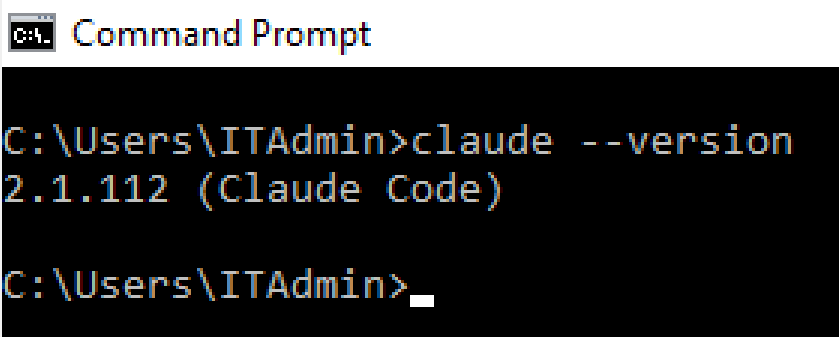 C:\. Command Prompt
C:\Users\ITAdmin>claude --version
2.1.112 (Claude Code)
C:\Users\ITAdmin>